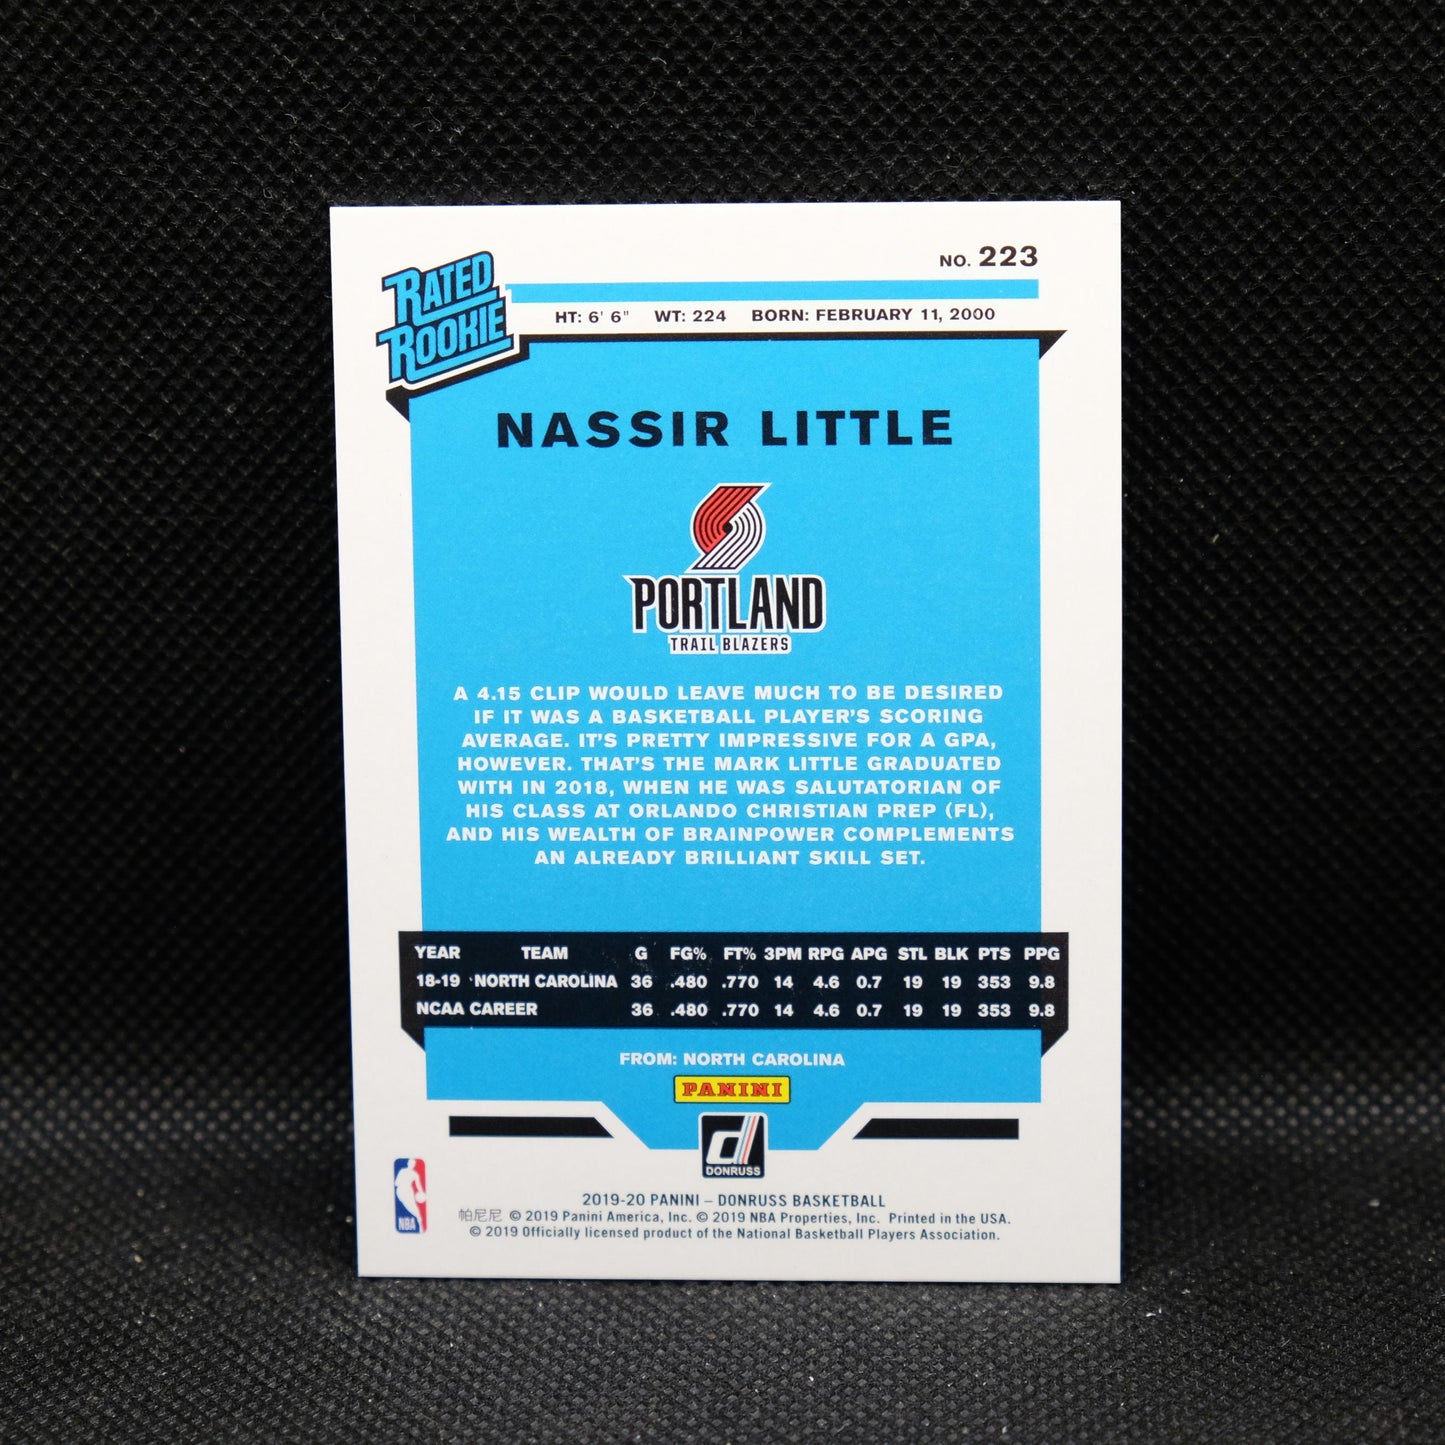 NO. 223
RATED
ROOKIE
HT: 6' 6" WT: 224 BORN: FEBRUARY 11, 2000
NASSIR LITTLE
PORTLAND
TRAIL BLAZERS
A 4.15 CLIP WOULD LEAVE MUCH TO BE DESIRED
IF IT WAS A BASKETBALL PLAYER'S SCORING
AVERAGE. IT'S PRETTY IMPRESSIVE FOR A GPA,
HOWEVER. THAT'S THE MARK LITTLE GRADUATED
WITH IN 2018, WHEN HE WAS SALUTATORIAN OF
HIS CLASS AT ORLANDO CHRISTIAN PREP (FL),
AND HIS WEALTH OF BRAINPOWER COMPLEMENTS
AN ALREADY BRILLIANT SKILL SET.
YEAR TEAM G FG% FT% 3PM RPG APG STL BLK PTS PPG
18-19 NORTH CAROLINA 36 .480 .770 14 4.6 0.7 19 19 353 9.8
NCAA CAREER 36 .480 .770 14 4.6 0.7 19 19 353 9.8
FROM: NORTH CAROLINA
PANINI
d
DONRUSS
NBA
2019-20 PANINI – DONRUSS BASKETBALL
帕尼尼 © 2019 Panini America, Inc. © 2019 NBA Properties, Inc. Printed in the USA.
© 2019 Officially licensed product of the National Basketball Players Association.